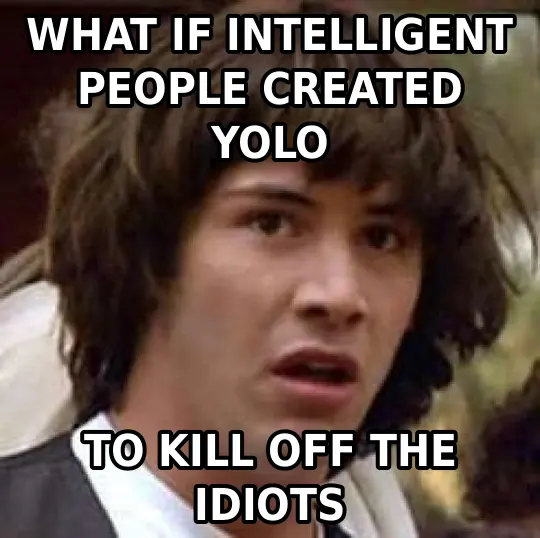 WHAT IF INTELLIGENT
PEOPLE CREATED
YOLO
TO KILL OFF THE
IDIOTS